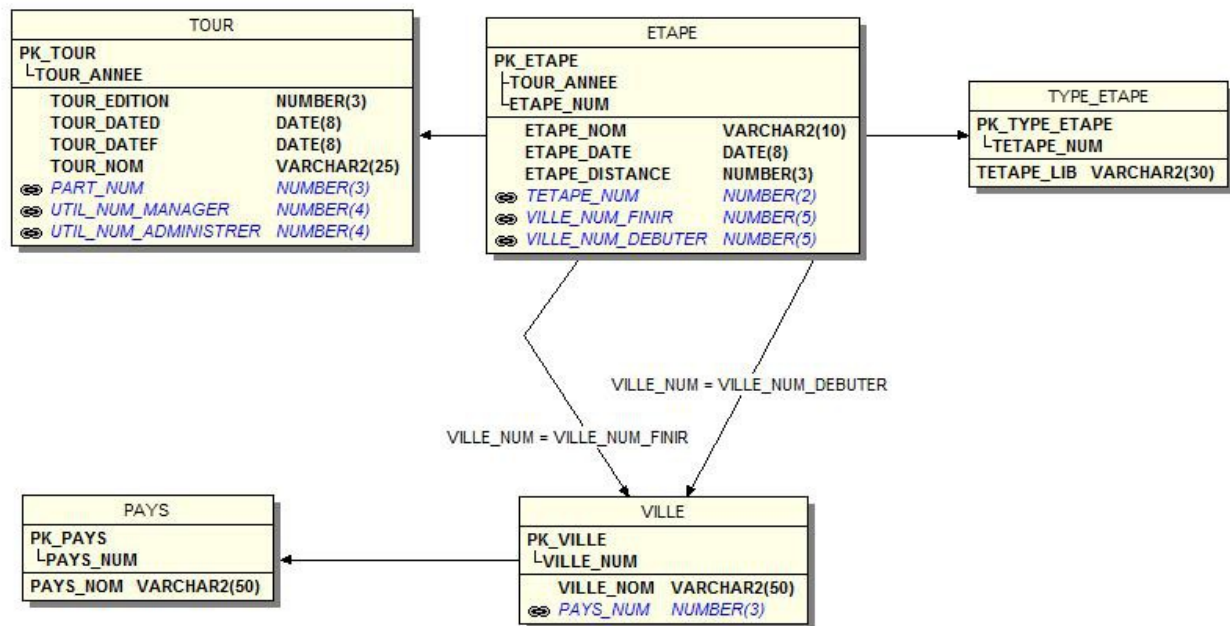 TOUR
PK_TOUR
TOUR_ANNEE
TOUR_EDITION NUMBER(3)
TOUR_DATED DATE(8)
TOUR_DATEF DATE(8)
TOUR_NOM VARCHAR2(25)
PART_NUM NUMBER(3)
UTIL_NUM_MANAGER NUMBER(4)
UTIL_NUM_ADMINISTRER NUMBER(4)
ETAPE
PK_ETAPE
TOUR_ANNEE
ETAPE_NUM
ETAPE_NOM VARCHAR2(10)
ETAPE_DATE DATE(8)
ETAPE_DISTANCE NUMBER(3)
TETAPE_NUM NUMBER(2)
VILLE_NUM_FINIR NUMBER(5)
VILLE_NUM_DEBUTER NUMBER(5)
TYPE_ETAPE
PK_TYPE_ETAPE
TETAPE_NUM
TETAPE_LIB VARCHAR2(30)
VILLE_NUM = VILLE_NUM_DEBUTER
VILLE_NUM = VILLE_NUM_FINIR
PAYS
PK_PAYS
PAYS_NUM
PAYS_NOM VARCHAR2(50)
VILLE
PK_VILLE
VILLE_NUM
VILLE_NOM VARCHAR2(50)
PAYS_NUM NUMBER(3)